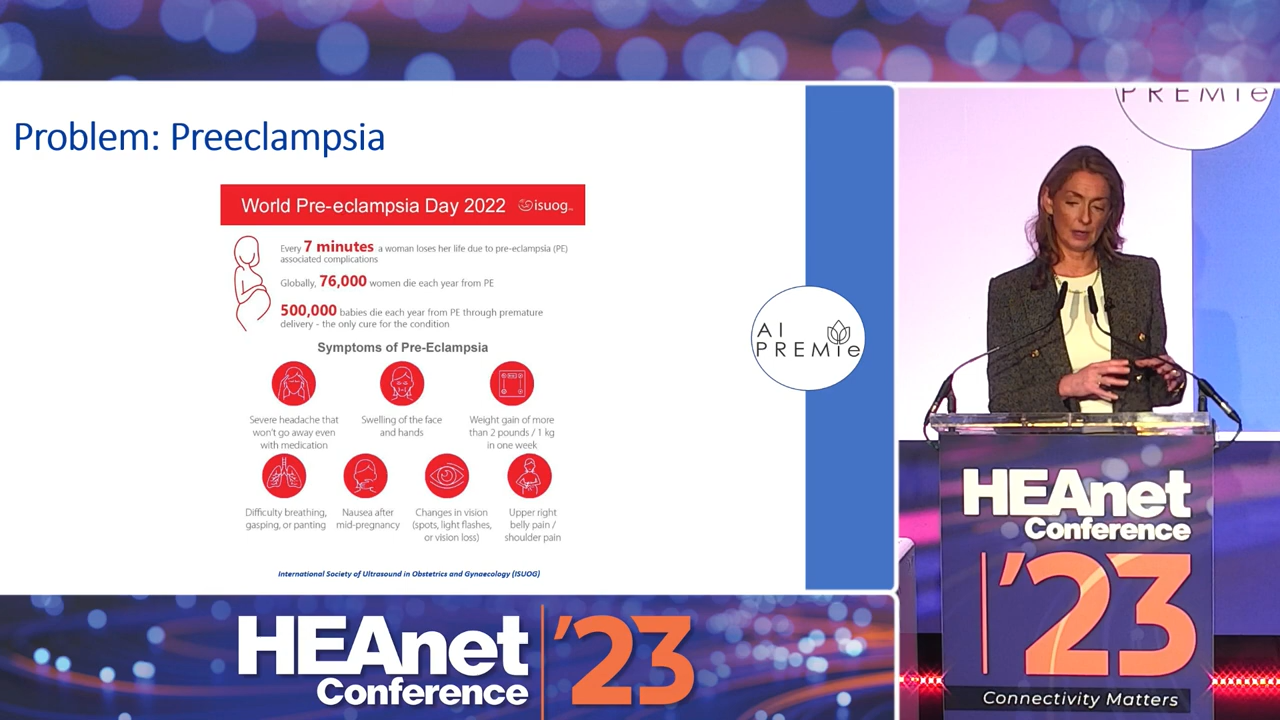 Problem: Preeclampsia
World Pre-eclampsia Day 2022
isuog
Every 7 minutes a woman loses her life due to pre-eclampsia (PE)
associated complications
Globally, 76,000 women die each year from PE
500,000 babies die each year from PE through premature
delivery - the only cure for the condition
Symptoms of Pre-Eclampsia
Severe headache that
won't go away even
with medication
Swelling of the face
and hands
Weight gain of more
than 2 pounds / 1 kg
in one week
Difficulty breathing,
gasping, or panting
Nausea after
mid-pregnancy
Changes in vision
(spots, light flashes,
or vision loss)
Upper right
belly pain /
shoulder pain
International Society of Ultrasound in Obstetrics and Gynaecology (ISUOG)
AI
PREMie
PREMie
HEAnet
Conference
'23
Connectivity Matters
HEAnet
Conference
'23